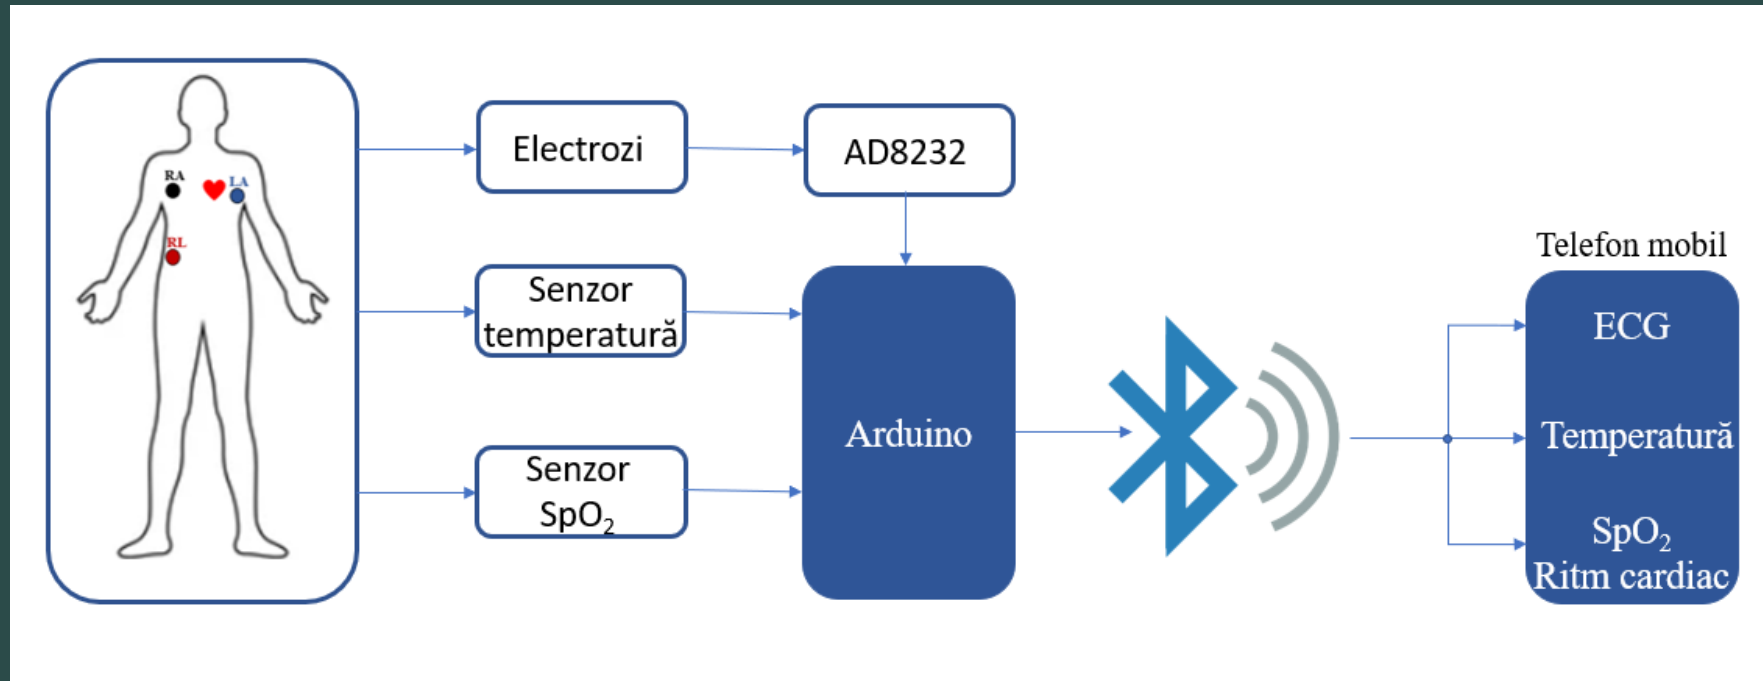 RA
LA
RL
Electrozi
AD8232
Senzor
temperatură
Senzor
SpO₂
Arduino
Telefon mobil
ECG
Temperatură
SpO₂
Ritm cardiac